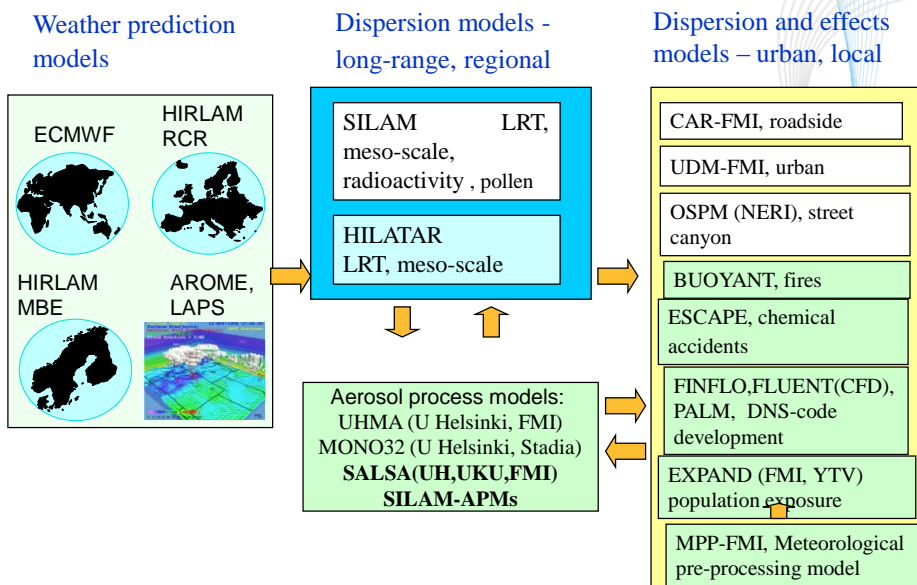 Weather prediction
models
Dispersion models -
long-range, regional
Dispersion and effects
models – urban, local
ECMWF
HIRLAM
RCR
HIRLAM
MBE
AROME,
LAPS
SILAM LRT,
meso-scale,
radioactivity , pollen
HILATAR
LRT, meso-scale
Aerosol process models:
UHMA (U Helsinki, FMI)
MONO32 (U Helsinki, Stadia)
SALSA(UH,UKU,FMI)
SILAM-APMs
CAR-FMI, roadside
UDM-FMI, urban
OSPM (NERI), street
canyon
BUOYANT, fires
ESCAPE, chemical
accidents
FINFLO,FLUENT(CFD),
PALM, DNS-code
development
EXPAND (FMI, YTV)
population exposure
MPP-FMI, Meteorological
pre-processing model